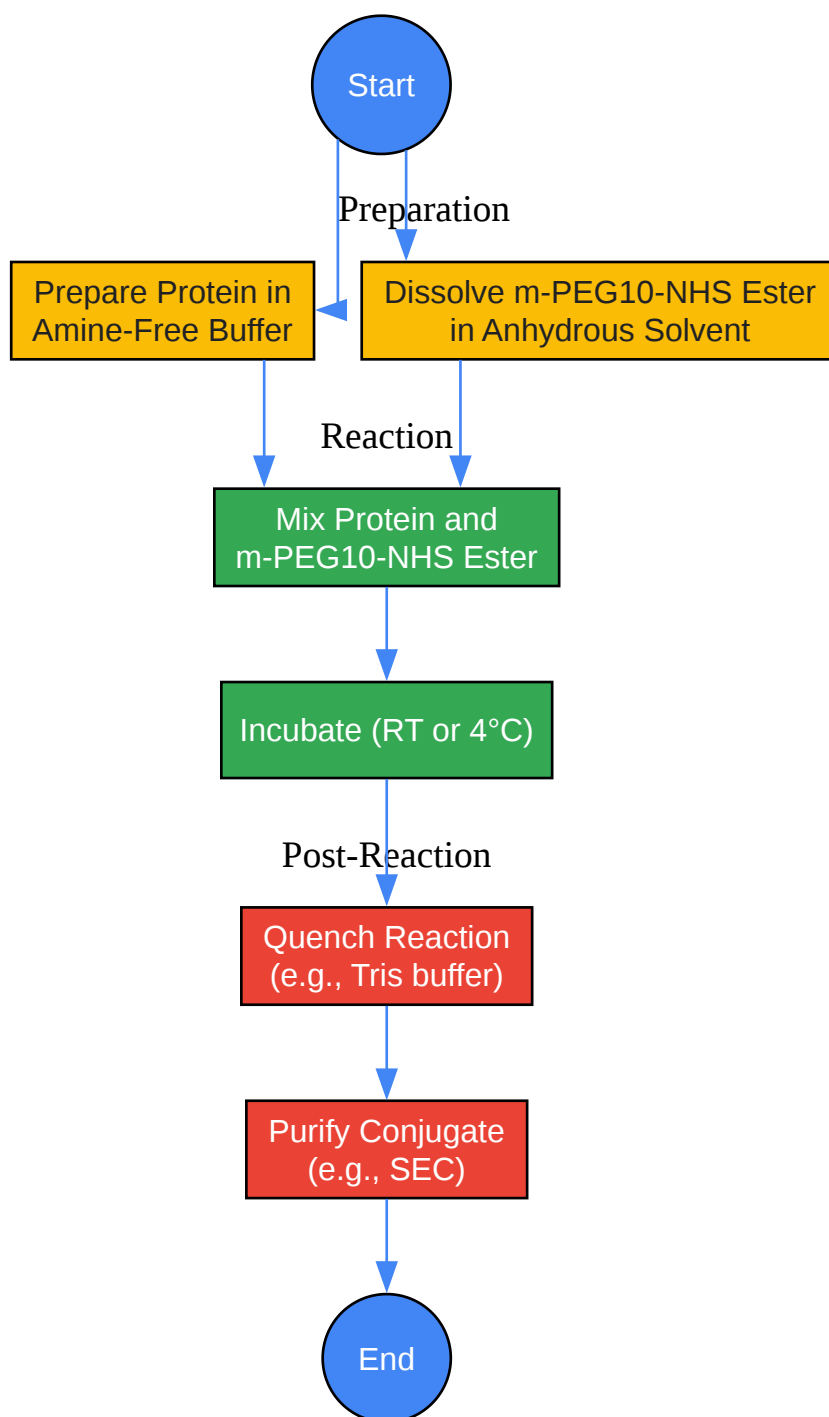 Start
Preparation
Prepare Protein in
Amine-Free Buffer
Dissolve m-PEG10-NHS Ester
in Anhydrous Solvent
Reaction
Mix Protein and
m-PEG10-NHS Ester
Incubate (RT or 4°C)
Post-Reaction
Quench Reaction
(e.g., Tris buffer)
Purify Conjugate
(e.g., SEC)
End